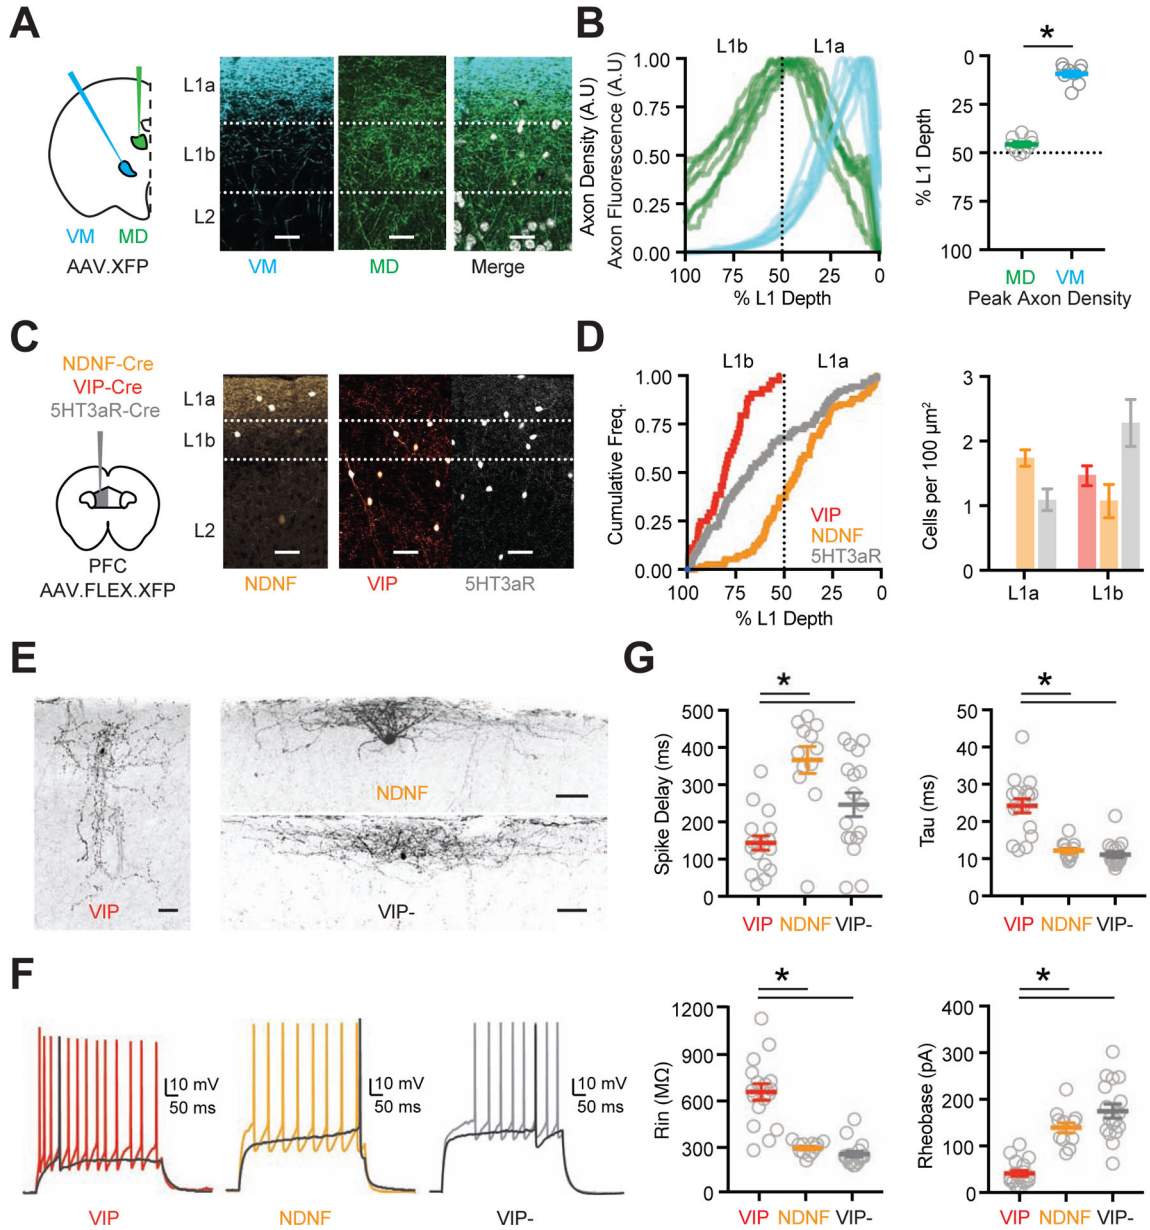 A
VM MD
AAV.XFP
L1a
L1b
L2
VM
MD
Merge
B
Axon Density (A.U)
Axon Fluorescence (A.U)
L1b L1a
1.00
0.75
0.50
0.25
0.00
100 75 50 25 0
% L1 Depth
*
% L1 Depth
0
25
50
100
MD VM
Peak Axon Density
C
NDNF-Cre
VIP-Cre
5HT3aR-Cre
PFC
AAV.FLEX.XFP
L1a
L1b
L2
NDNF
VIP
5HT3aR
D
Cumulative Freq.
L1b L1a
1.00
0.75
0.50
0.25
0.00
VIP
NDNF
5HT3aR
100 75 50 25 0
% L1 Depth
Cells per 100 µm²
3
2
1
0
L1a L1b
E
VIP
NDNF
VIP-
F
10 mV
50 ms
VIP
10 mV
50 ms
NDNF
10 mV
50 ms
VIP-
G
*
Spike Delay (ms)
500
400
300
200
100
0
VIP NDNF VIP-
*
Tau (ms)
50
40
30
20
10
0
VIP NDNF VIP-
*
Rin (MΩ)
1200
900
600
300
0
VIP NDNF VIP-
*
Rheobase (pA)
400
300
200
100
0
VIP NDNF VIP-